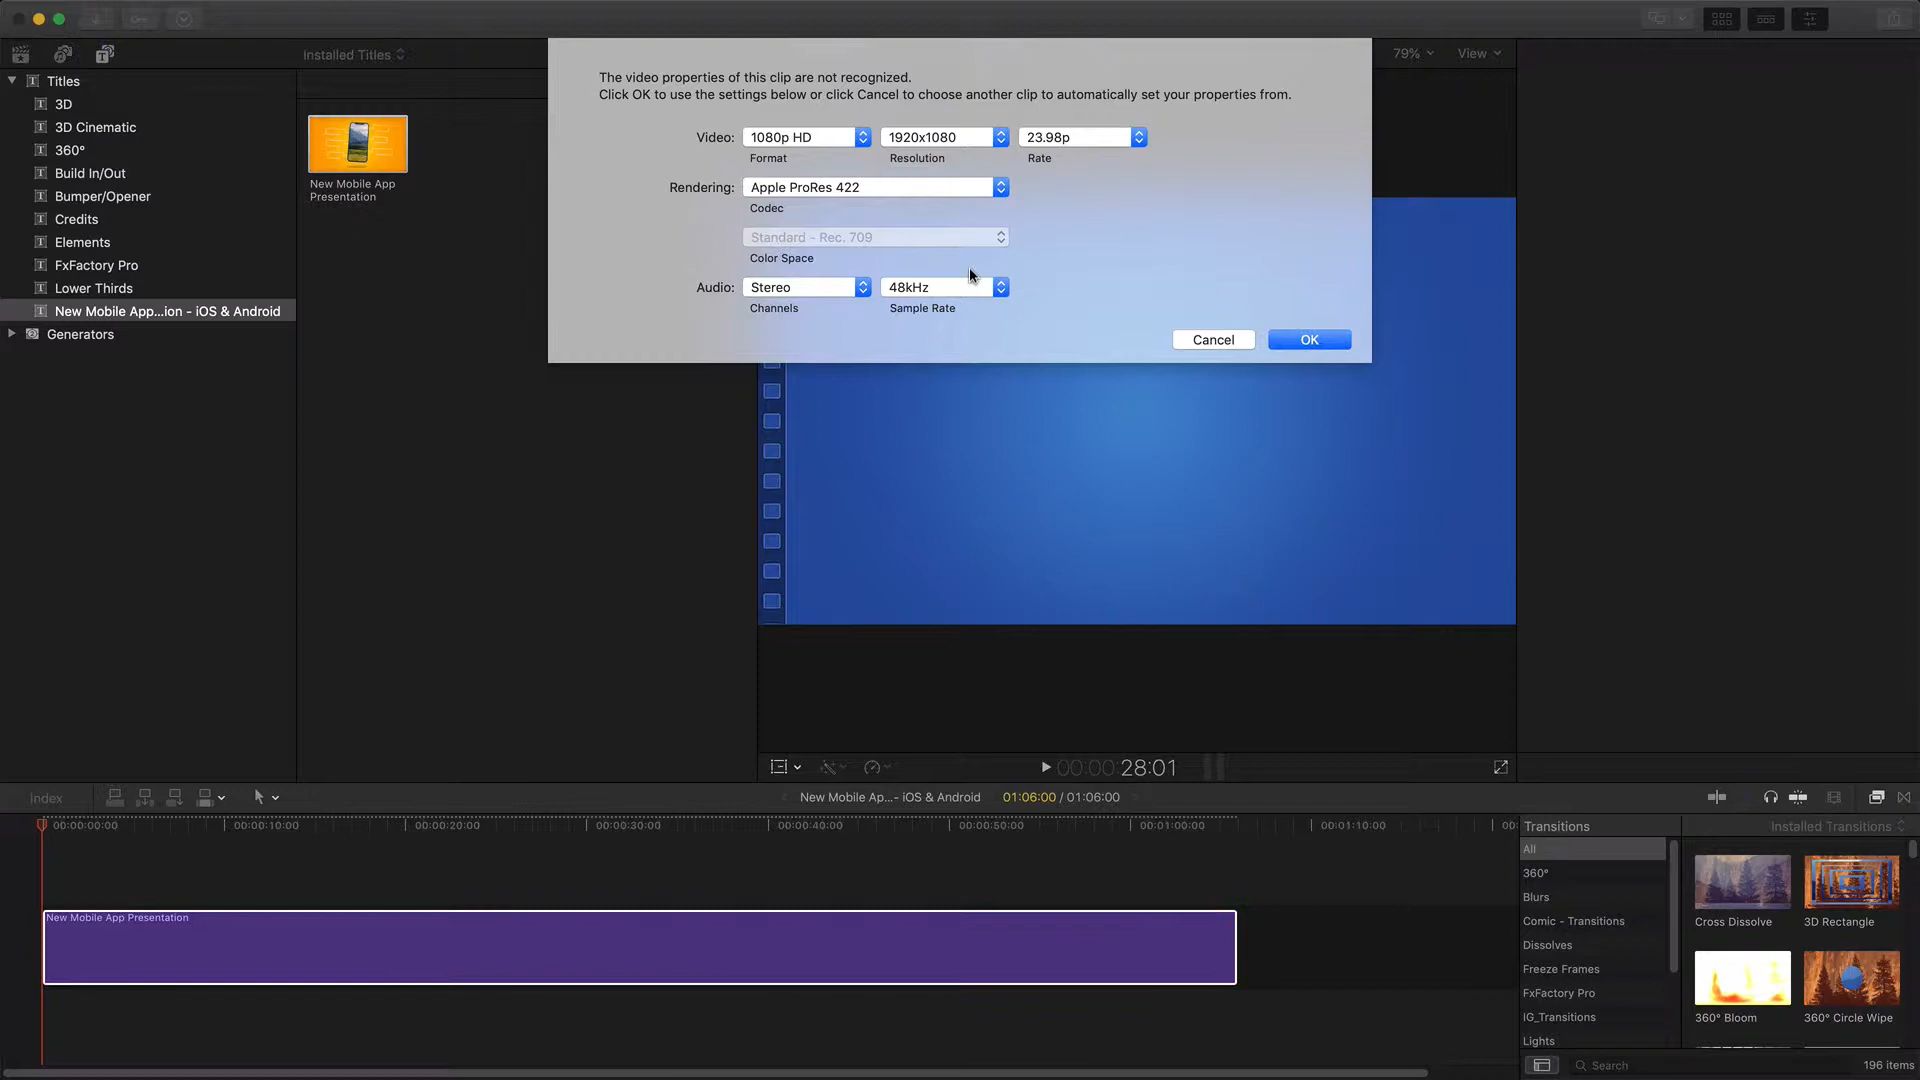 Installed Titles
79%
View
Titles
3D
3D Cinematic
360°
Build In/Out
Bumper/Opener
Credits
Elements
FxFactory Pro
Lower Thirds
New Mobile App...ion - iOS & Android
Generators
New Mobile App
Presentation
The video properties of this clip are not recognized.
Click OK to use the settings below or click Cancel to choose another clip to automatically set your properties from.
Video: 1080p HD 1920x1080 23.98p
Format Resolution Rate
Rendering: Apple ProRes 422
Codec
Standard - Rec. 709
Color Space
Audio: Stereo 48kHz
Channels Sample Rate
Cancel OK
00:00:28:01
Index
New Mobile Ap...- iOS & Android 01:06:00 / 01:06:00
00:00:00:00 00:00:10:00 00:00:20:00 00:00:30:00 00:00:40:00 00:00:50:00 00:01:00:00 00:01:10:00 00:
New Mobile App Presentation
Transitions
Installed Transitions
All
360°
Blurs
Comic - Transitions
Dissolves
Freeze Frames
FxFactory Pro
IG_Transitions
Lights
Cross Dissolve
3D Rectangle
360° Bloom
360° Circle Wipe
Search
196 items